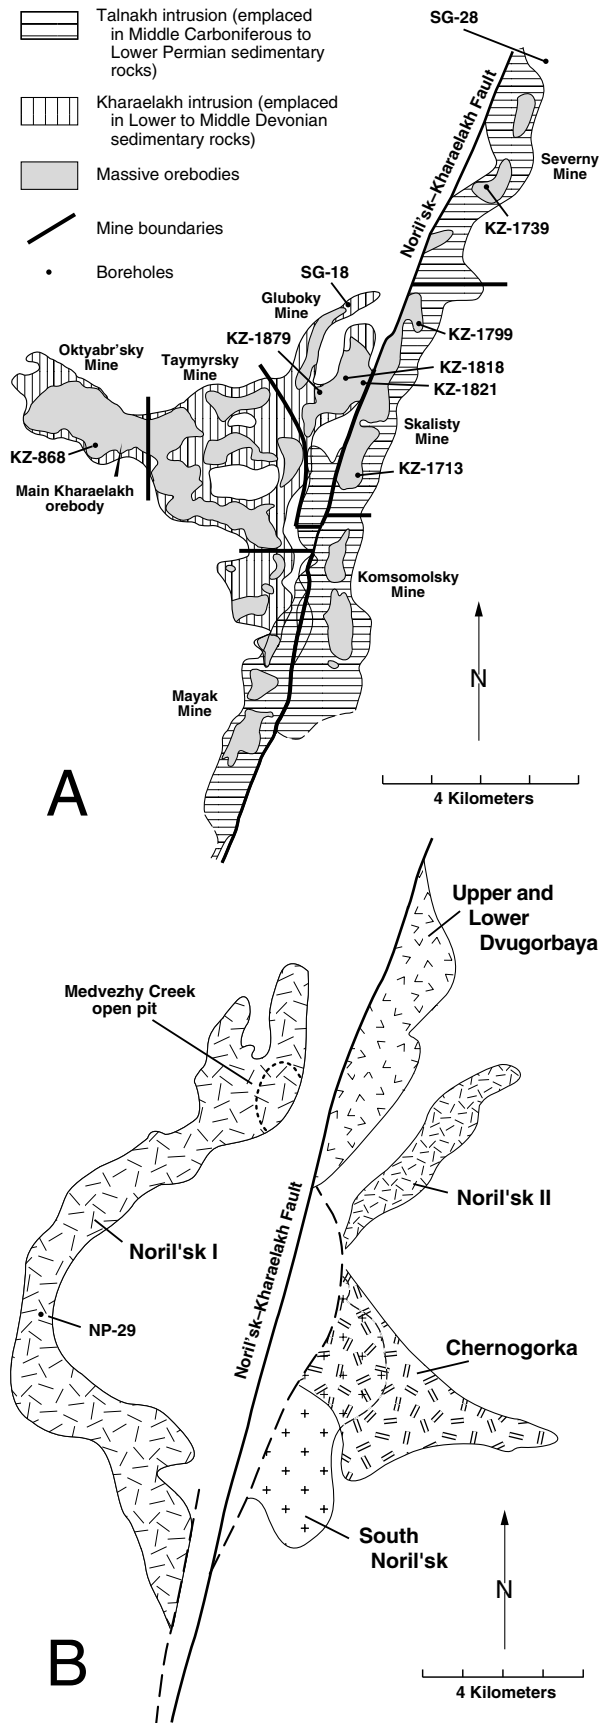 Talnakh intrusion (emplaced
in Middle Carboniferous to
Lower Permian sedimentary
rocks)
Kharaelakh intrusion (emplaced
in Lower to Middle Devonian
sedimentary rocks)
Massive orebodies
Mine boundaries
Boreholes
SG-28
Noril'sk–Kharaelakh Fault
Severny
Mine
KZ-1739
SG-18
Gluboky
Mine
KZ-1799
KZ-1879
Oktyabr'sky
Mine
Taymyrsky
Mine
KZ-1818
KZ-1821
Skalisty
Mine
KZ-868
KZ-1713
Main Kharaelakh
orebody
Komsomolsky
Mine
N
Mayak
Mine
A
4 Kilometers
Upper and
Lower
Dvugorbaya
Medvezhy Creek
open pit
Noril'sk II
Noril'sk I
Noril'sk–Kharaelakh Fault
NP-29
Chernogorka
South
Noril'sk
N
B
4 Kilometers